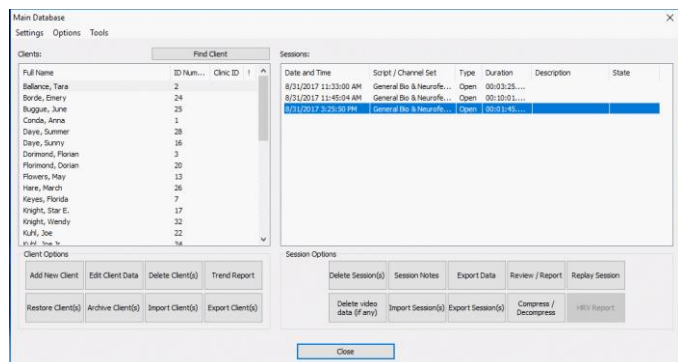 Main Database
Settings Options Tools
Clients:
Find Client
Full Name ID Num... Clinic ID !
Ballance, Tara 2
Borde, Emery 24
Buggue, June 25
Conda, Anna 1
Daye, Summer 28
Daye, Sunny 16
Dorimond, Florian 3
Florimond, Dorian 20
Flowers, May 13
Hare, March 26
Keyes, Florida 7
Knight, Star E. 17
Knight, Wendy 32
Kuhl, Joe 22
Kuhl, Joe Jr. 34
Client Options
Add New Client Edit Client Data Delete Client(s) Trend Report
Restore Client(s) Archive Client(s) Import Client(s) Export Client(s)
Sessions:
Date and Time Script / Channel Set Type Duration Description State
8/31/2017 11:33:00 AM General Bio & Neurofe... Open 00:03:25....
8/31/2017 11:45:04 AM General Bio & Neurofe... Open 00:10:01....
8/31/2017 3:25:50 PM General Bio & Neurofe... Open 00:01:45....
Session Options
Delete Session(s) Session Notes Export Data Review / Report Replay Session
Delete video
data (if any)
Import Session(s) Export Session(s)
Compress /
Decompress
HRV Report
Close